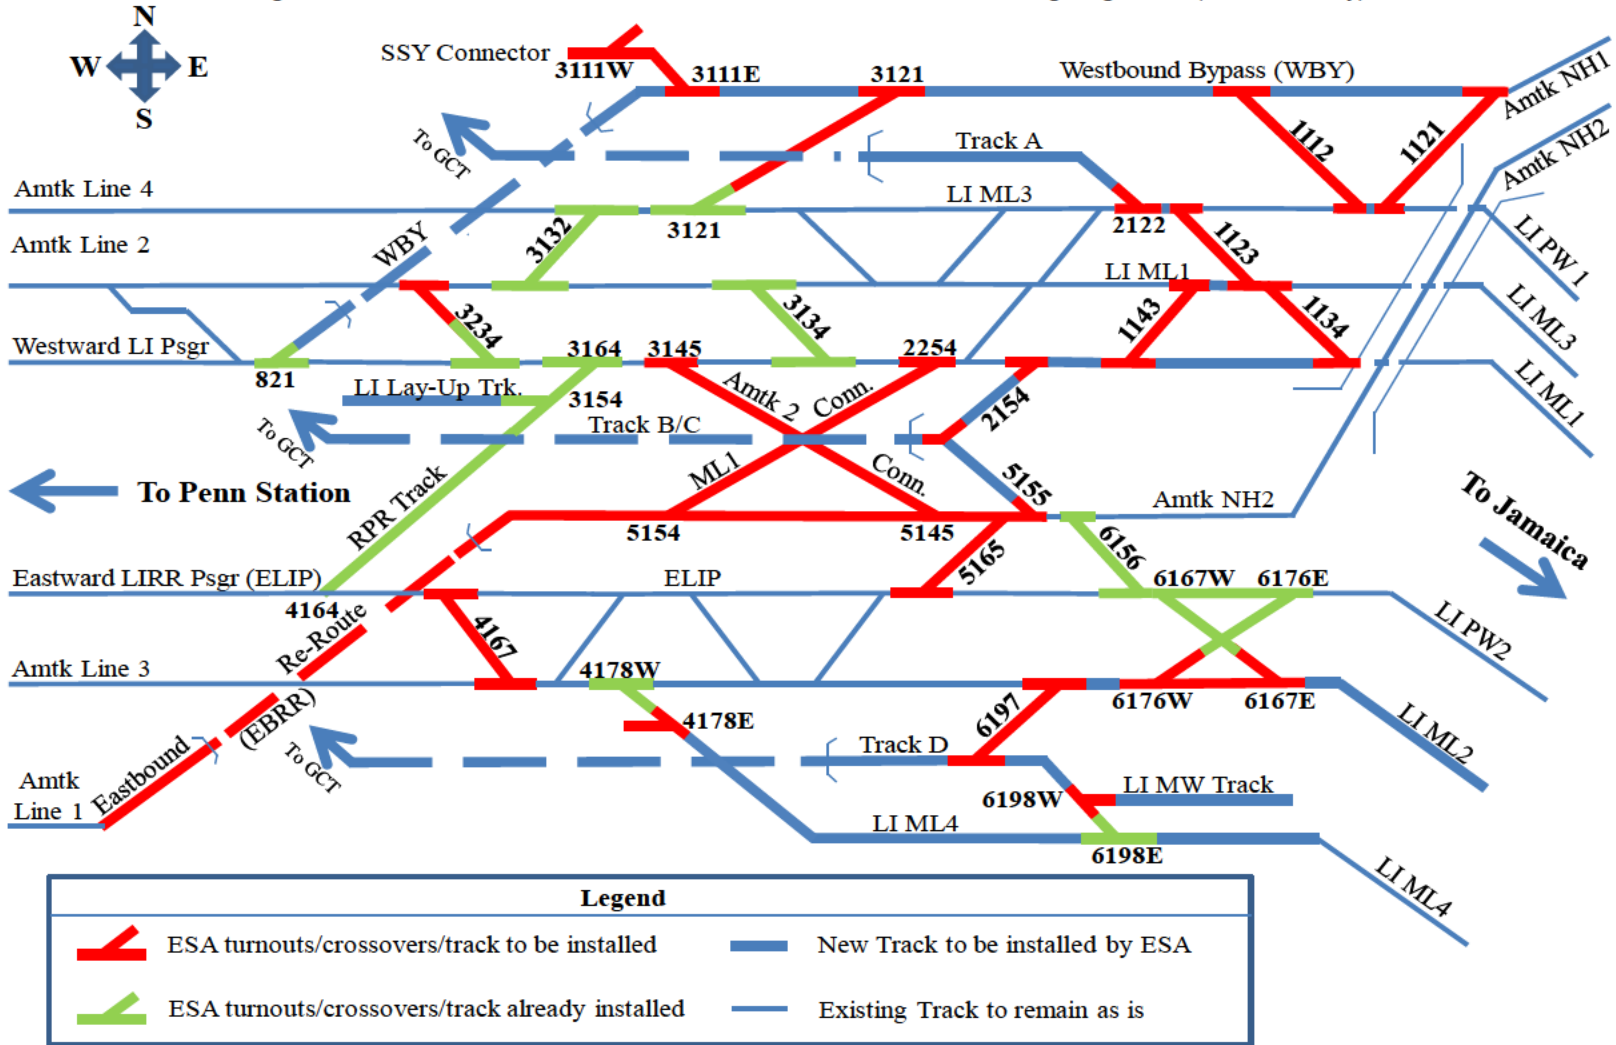 N
W E
S
SSY Connector
3111W
3111E
3121
Westbound Bypass (WBY)
Amtk NH1
Amtk NH2
To GCT
Track A
1112
1121
Amtk Line 4
LI ML3
3132
3121
2122
1123
LI PW 1
Amtk Line 2
WBY
LI ML1
3234
3134
1143
1134
LI ML3
Westward LI Psgr
821
3164
3145
2254
LI ML1
LI Lay-Up Trk.
3154
Amtk 2
Conn.
2154
To GCT
Track B/C
To Penn Station
RPR Track
ML1
Conn.
5155
Amtk NH2
To Jamaica
5154
5145
5165
6156
Eastward LIRR Psgr (ELIP)
4164
ELIP
6167W
6176E
LI PW2
Re-Route
4167
Amtk Line 3
4178W
6176W
6167E
(EBRR)
4178E
6197
LI ML2
Eastbound
To GCT
Track D
Amtk
Line 1
6198W
LI MW Track
LI ML4
6198E
LI ML4
Legend
ESA turnouts/crossovers/track to be installed
New Track to be installed by ESA
ESA turnouts/crossovers/track already installed
Existing Track to remain as is